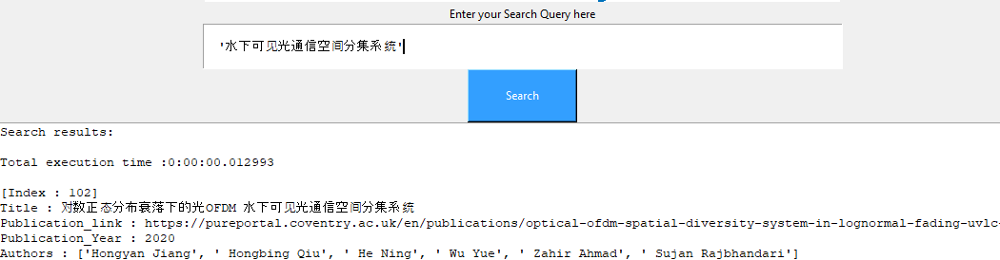 Enter your Search Query here
'水下可见光通信空间分集系统'
Search
Search results:
Total execution time :0:00:00.012993
[Index : 102]
Title : 对数正态分布衰落下的光OFDM 水下可见光通信空间分集系统
Publication_link : https://pureportal.coventry.ac.uk/en/publications/optical-ofdm-spatial-diversity-system-in-lognormal-fading-uvlc-
Publication_Year : 2020
Authors : ['Hongyan Jiang', ' Hongbing Qiu', ' He Ning', ' Wu Yue', ' Zahir Ahmad', ' Sujan Rajbhandari']